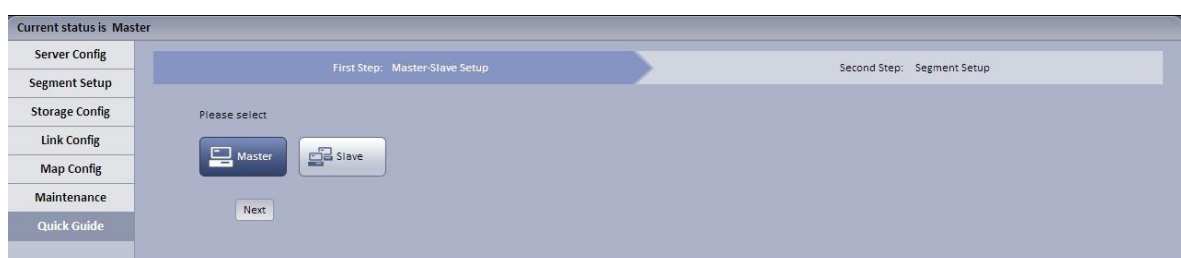 Current status is Master
Server Config
Segment Setup
Storage Config
Link Config
Map Config
Maintenance
Quick Guide
First Step: Master-Slave Setup
Second Step: Segment Setup
Please select
Master
Slave
Next